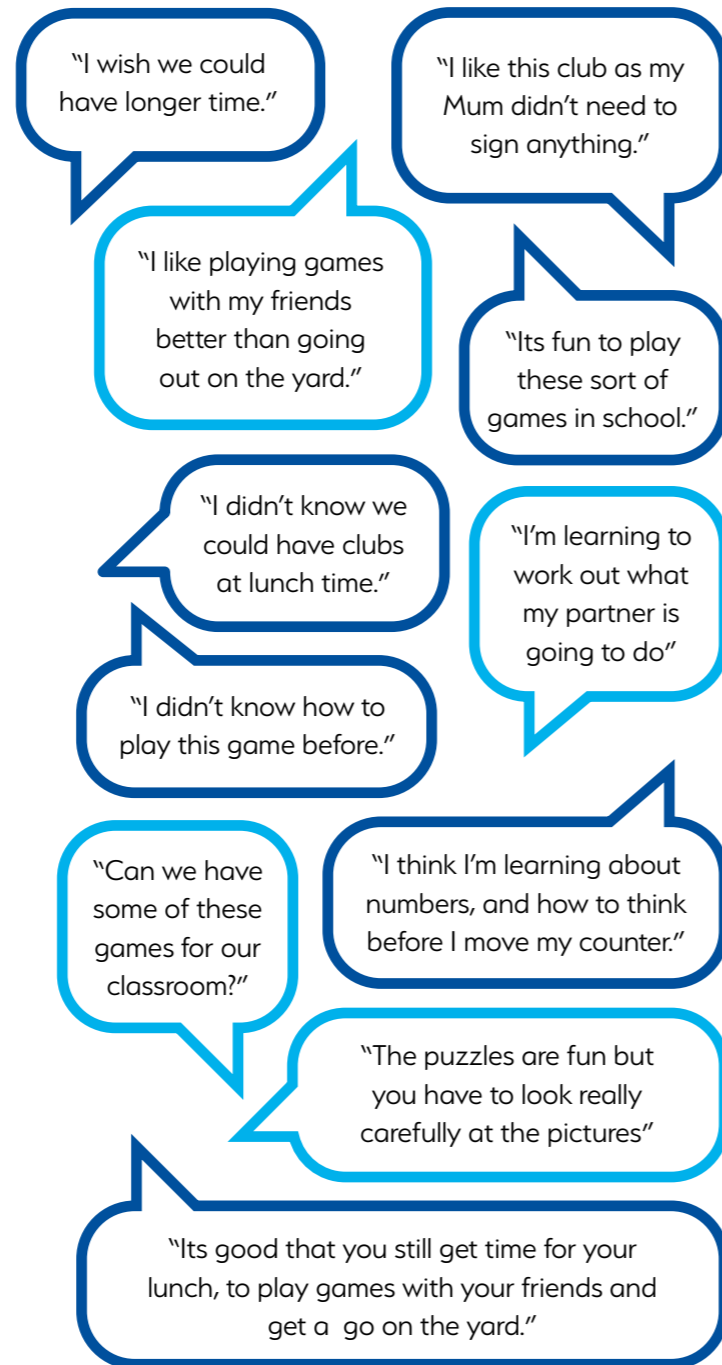 “I wish we could
have longer time.”
“I like this club as my
Mum didn’t need to
sign anything.”
“I like playing games
with my friends
better than going
out on the yard.”
“Its fun to play
these sort of
games in school.”
“I didn’t know we
could have clubs
at lunch time.”
“I’m learning to
work out what
my partner is
going to do”
“I didn’t know how to
play this game before.”
“Can we have
some of these
games for our
classroom?”
“I think I’m learning about
numbers, and how to think
before I move my counter.”
“The puzzles are fun but
you have to look really
carefully at the pictures”
“Its good that you still get time for your
lunch, to play games with your friends and
get a  go on the yard.”